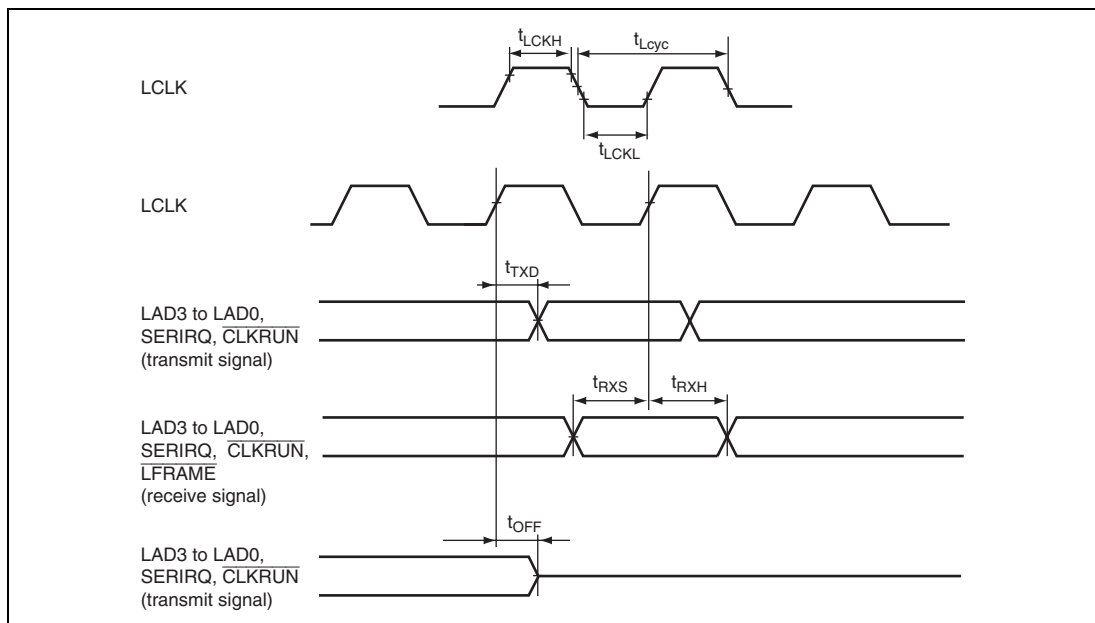 tLCKH
tLcyc
LCLK
tLCKL
LCLK
tTXD
LAD3 to LAD0,
SERIRQ, CLKRUN
(transmit signal)
tRXS
tRXH
LAD3 to LAD0,
SERIRQ, CLKRUN,
LFRAME
(receive signal)
tOFF
LAD3 to LAD0,
SERIRQ, CLKRUN
(transmit signal)